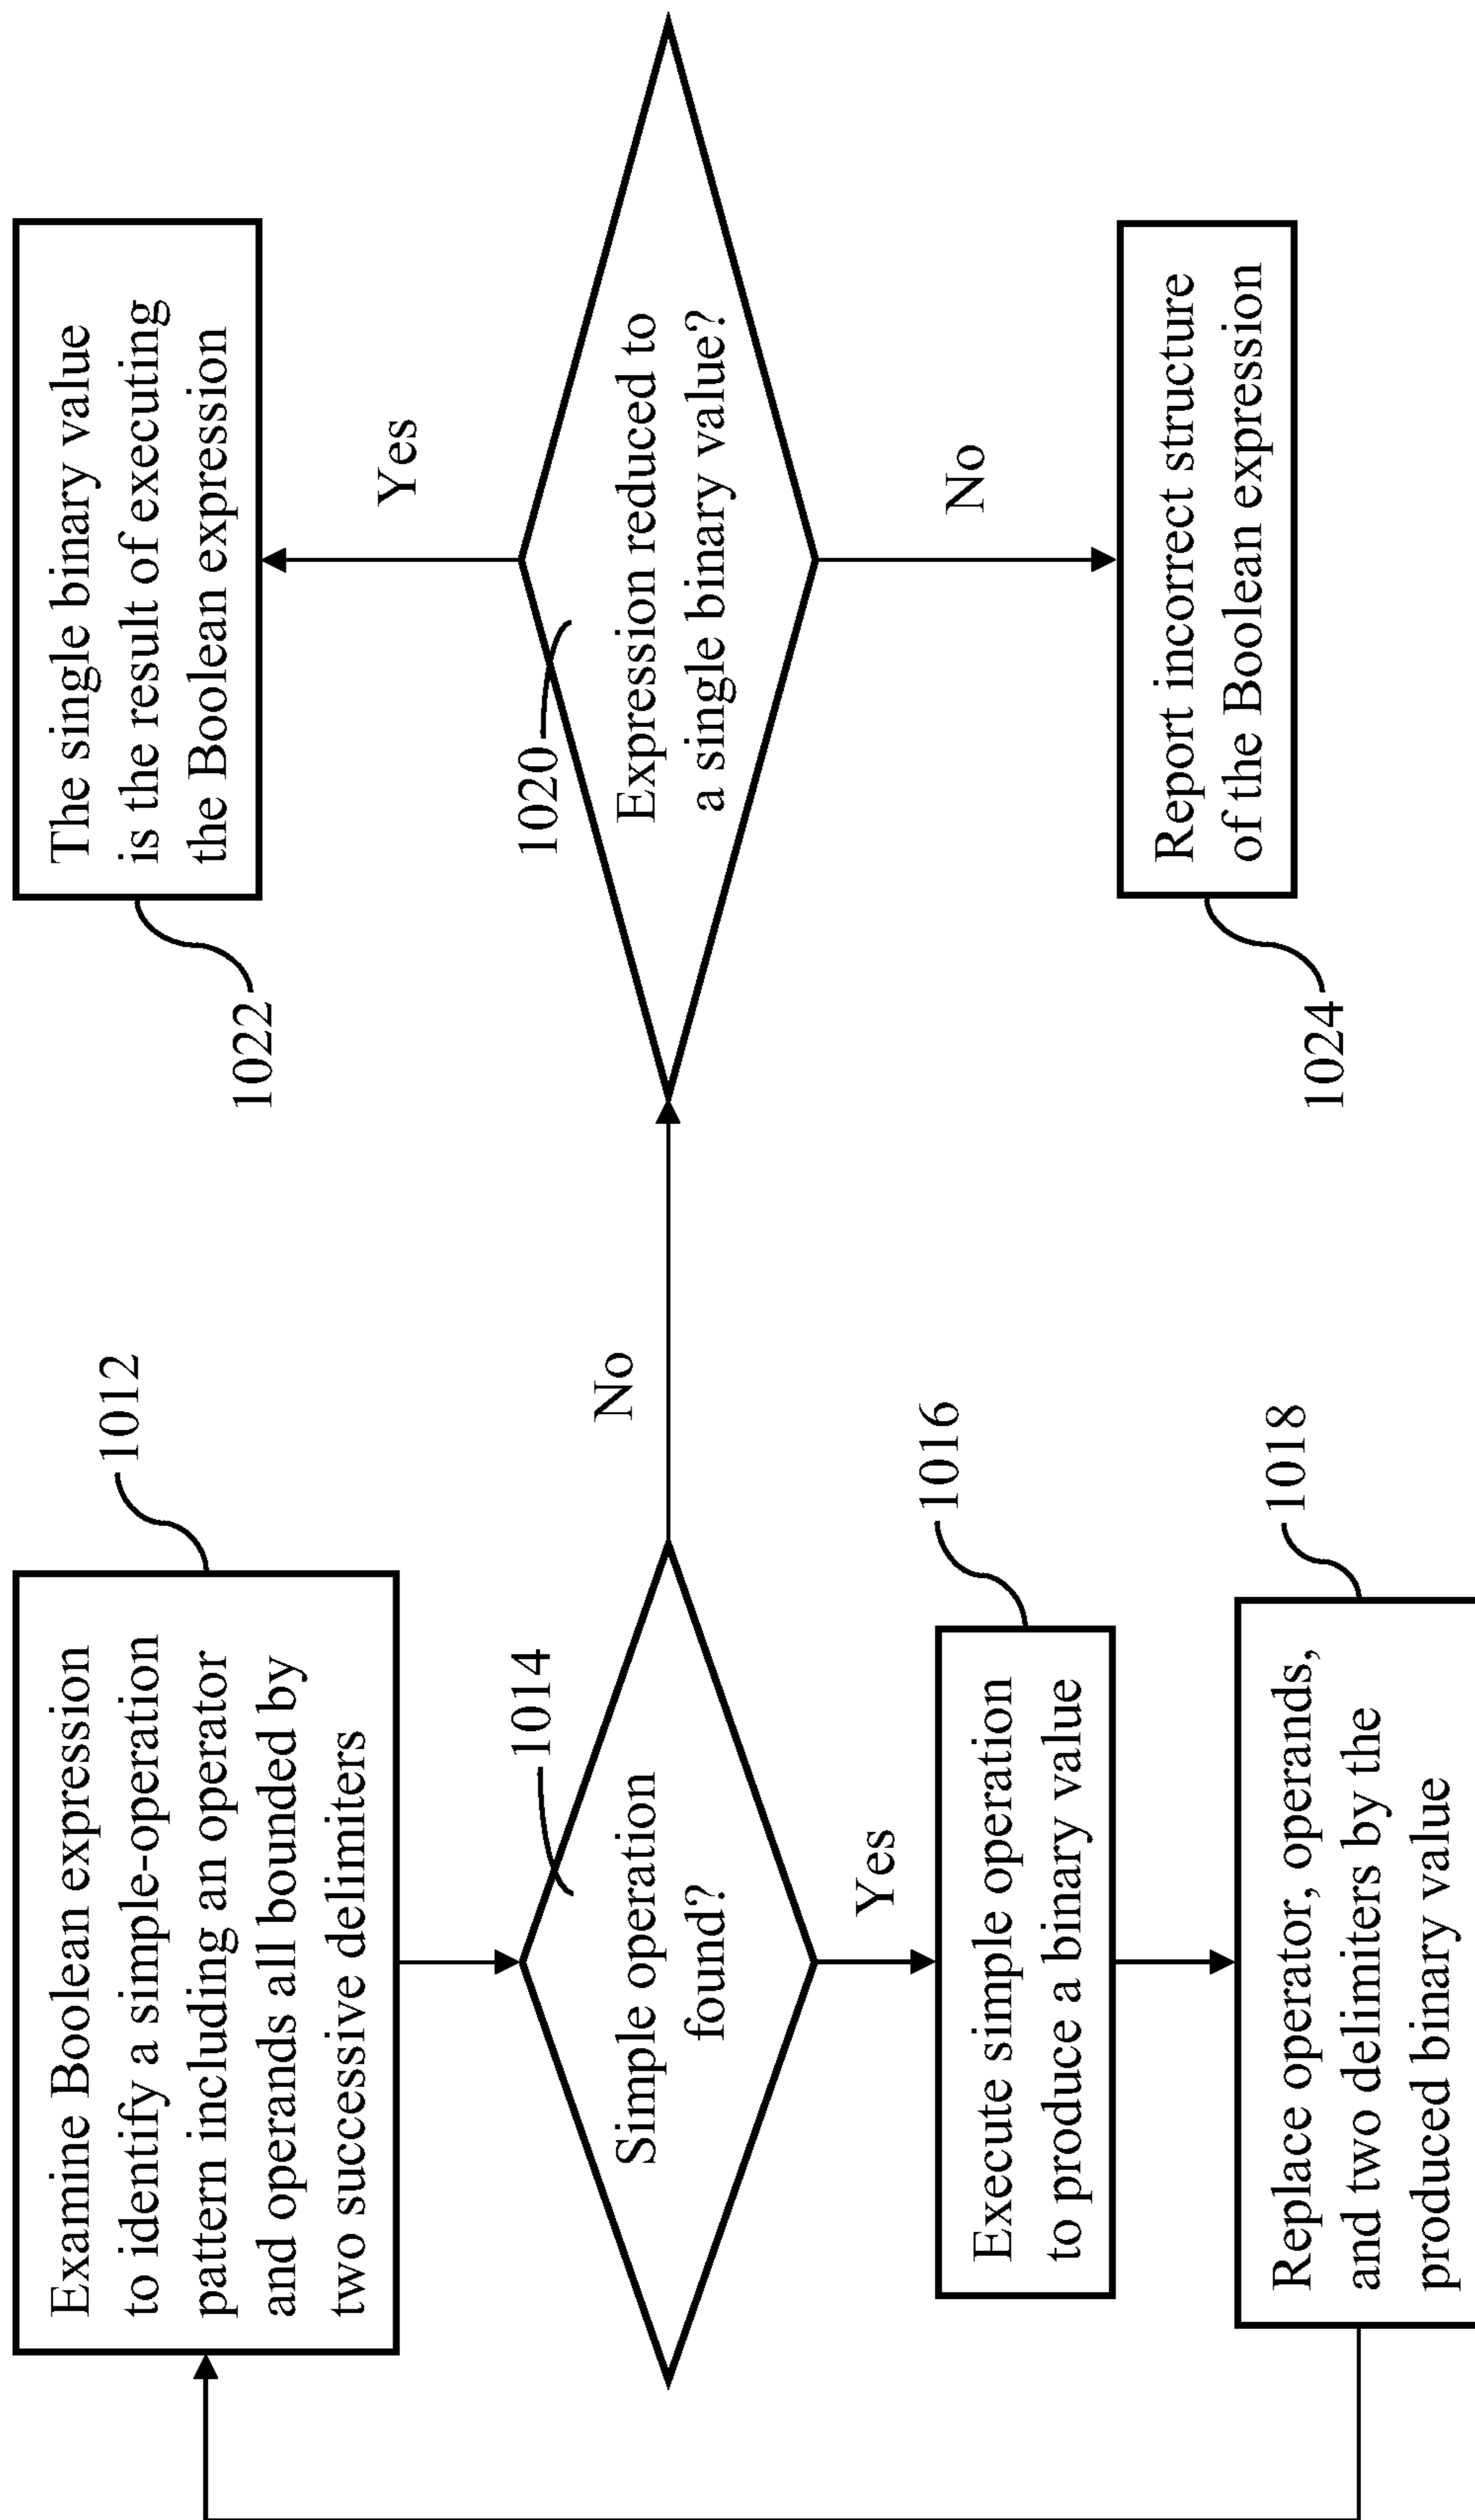 Examine Boolean expression
to identify a simple-operation
pattern including an operator
and operands all bounded by
two successive delimiters
1012
1014
Simple operation
found?
No
Yes
Execute simple operation
to produce a binary value
1016
Replace operator, operands,
and two delimiters by the
produced binary value
1018
1020
Expression reduced to
a single binary value?
Yes
The single binary value
is the result of executing
the Boolean expression
1022
No
Report incorrect structure
of the Boolean expression
1024